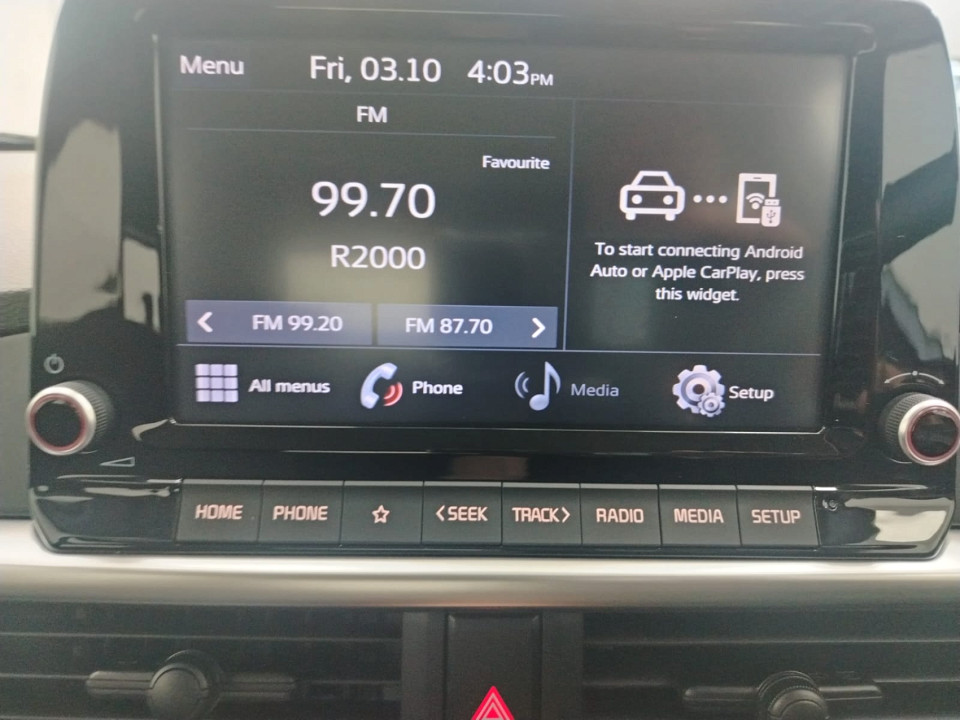 Menu Fri, 03.10 4:03PM
FM
Favourite
99.70
R2000
FM 99.20 FM 87.70
To start connecting Android
Auto or Apple CarPlay, press
this widget.
All menus Phone Media Setup
HOME PHONE <SEEK TRACK> RADIO MEDIA SETUP